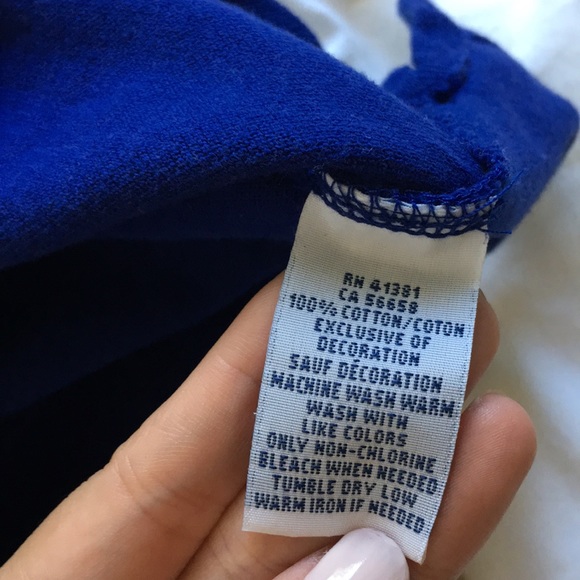 RN 41381
CA 56658
100% COTTON/COTON
EXCLUSIVE OF
DECORATION
SAUF DÉCORATION
MACHINE WASH WARM
WASH WITH
LIKE COLORS
ONLY NON-CHLORINE
BLEACH WHEN NEEDED
TUMBLE DRY LOW
WARM IRON IF NEEDED